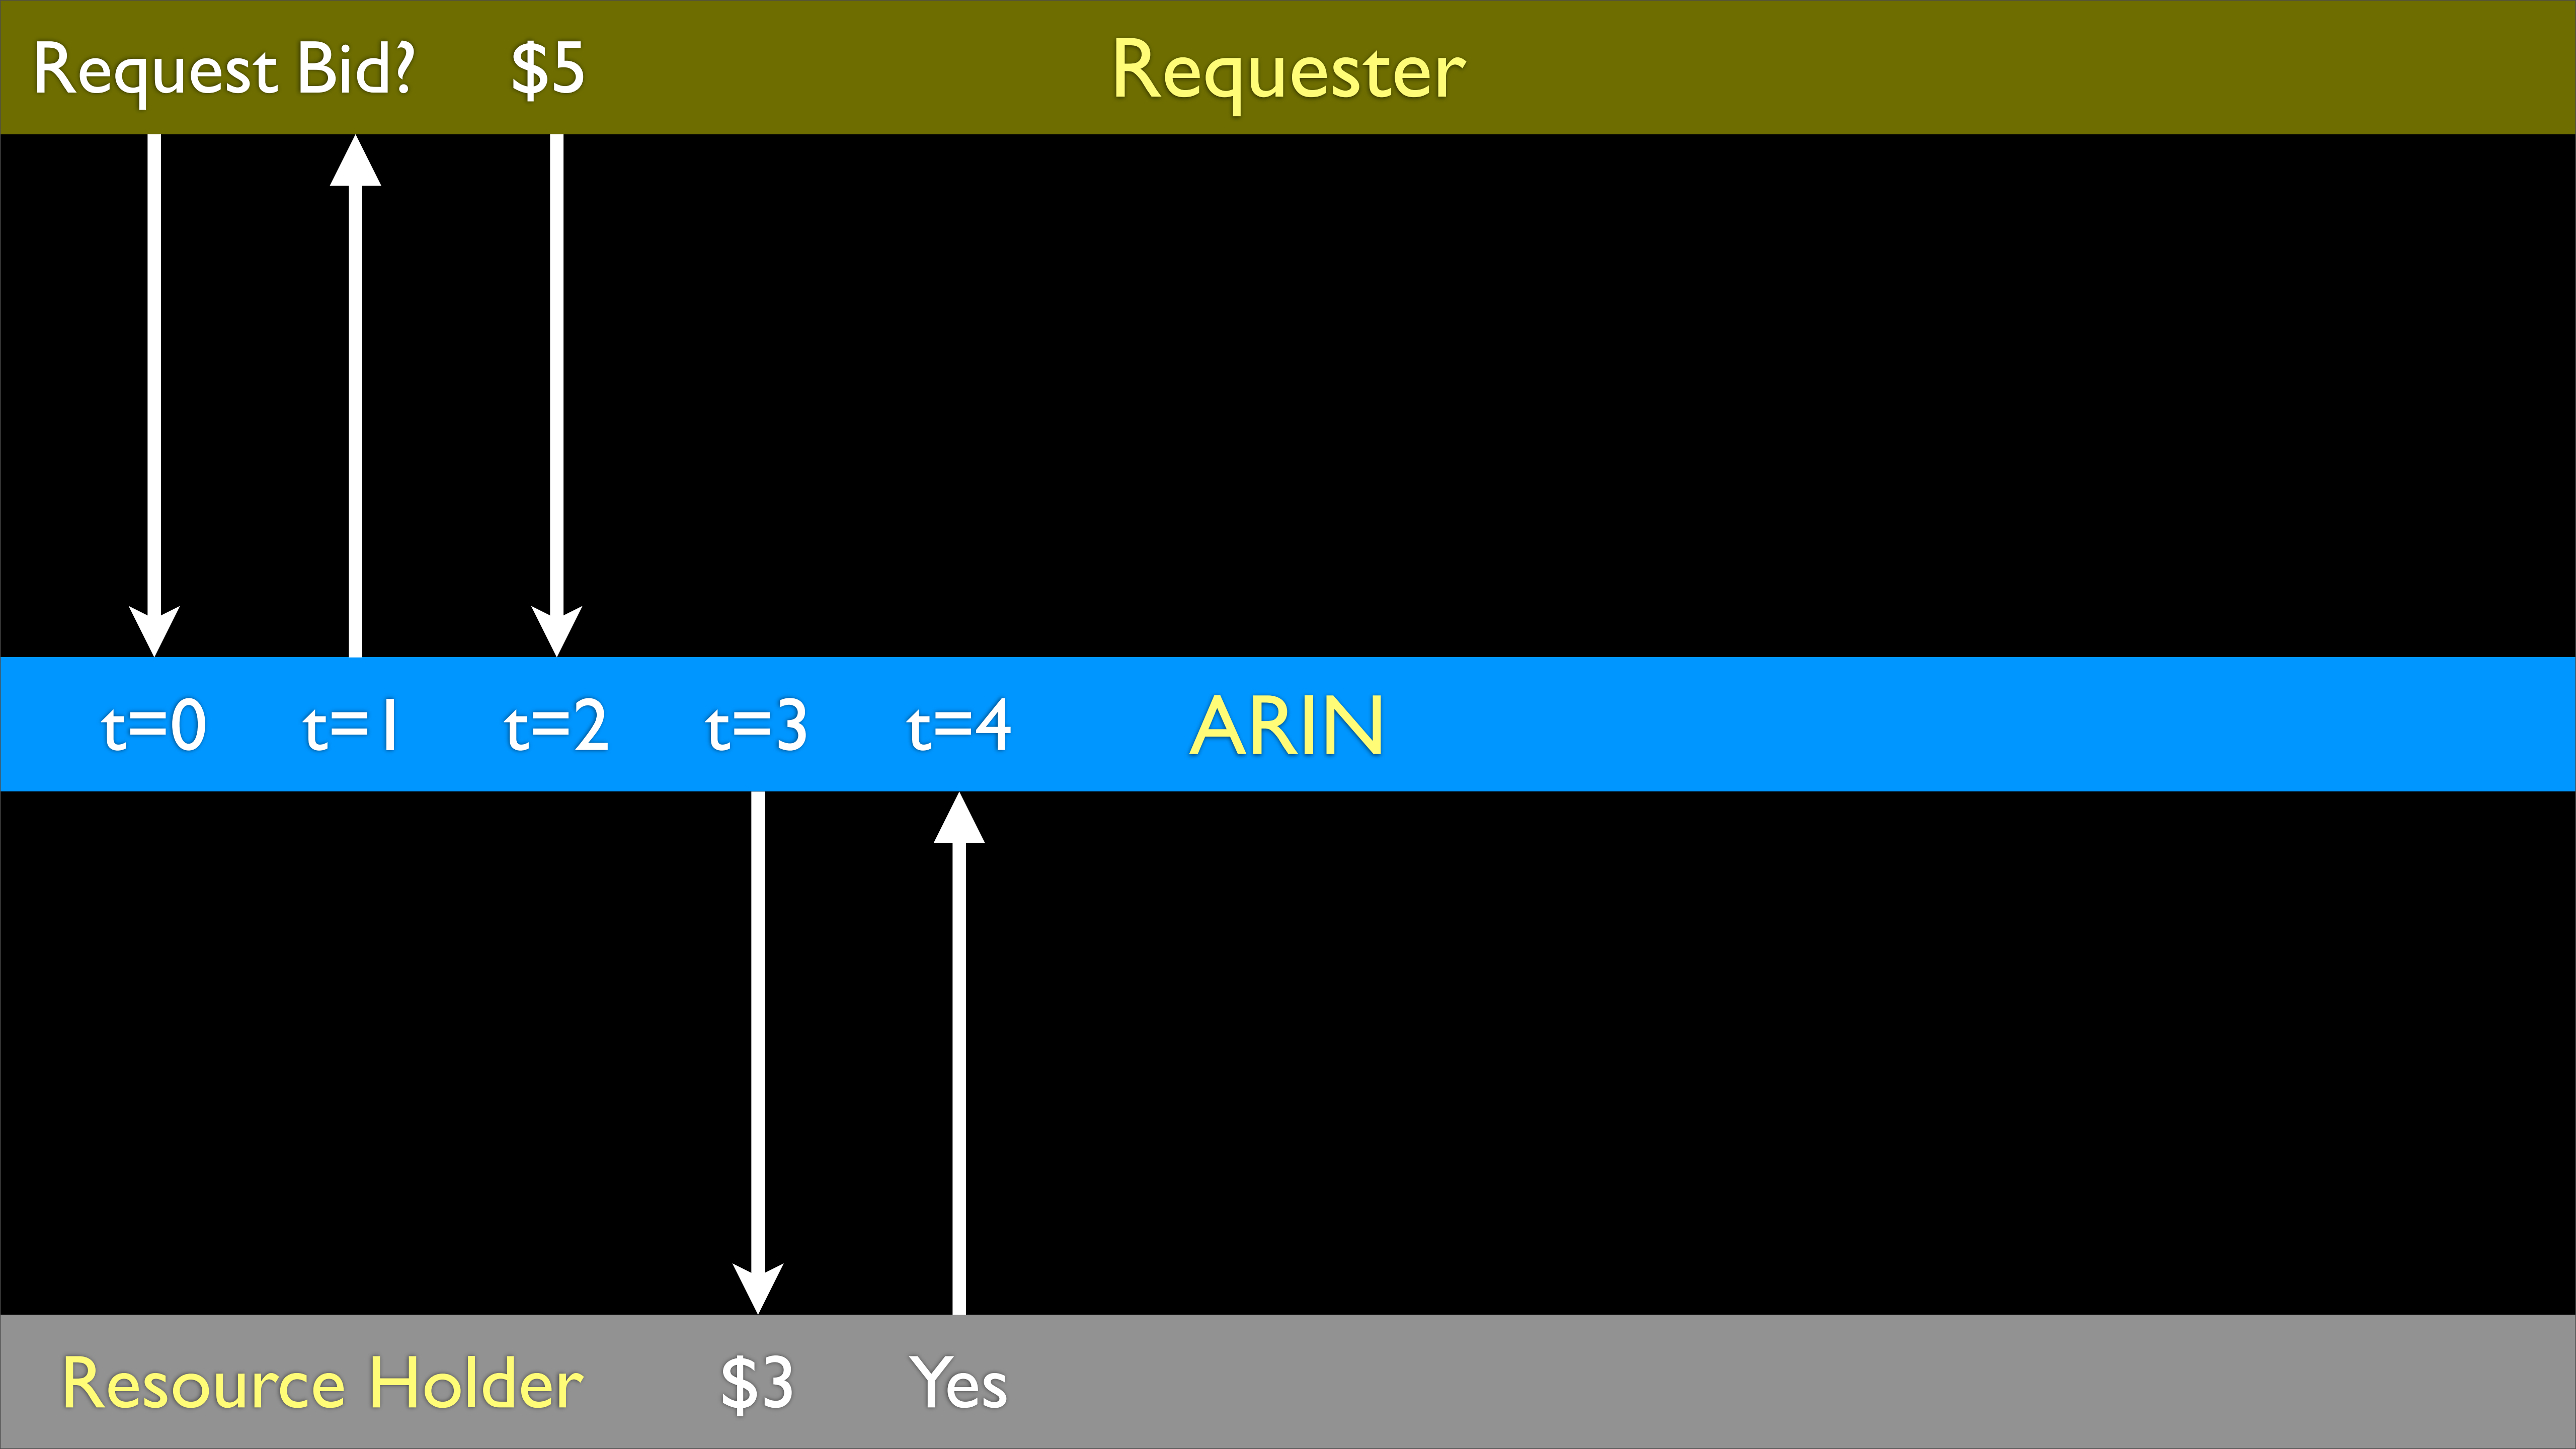 Request Bid? $5 Requester
t=0 t=1 t=2 t=3 t=4 ARIN
Resource Holder $3 Yes